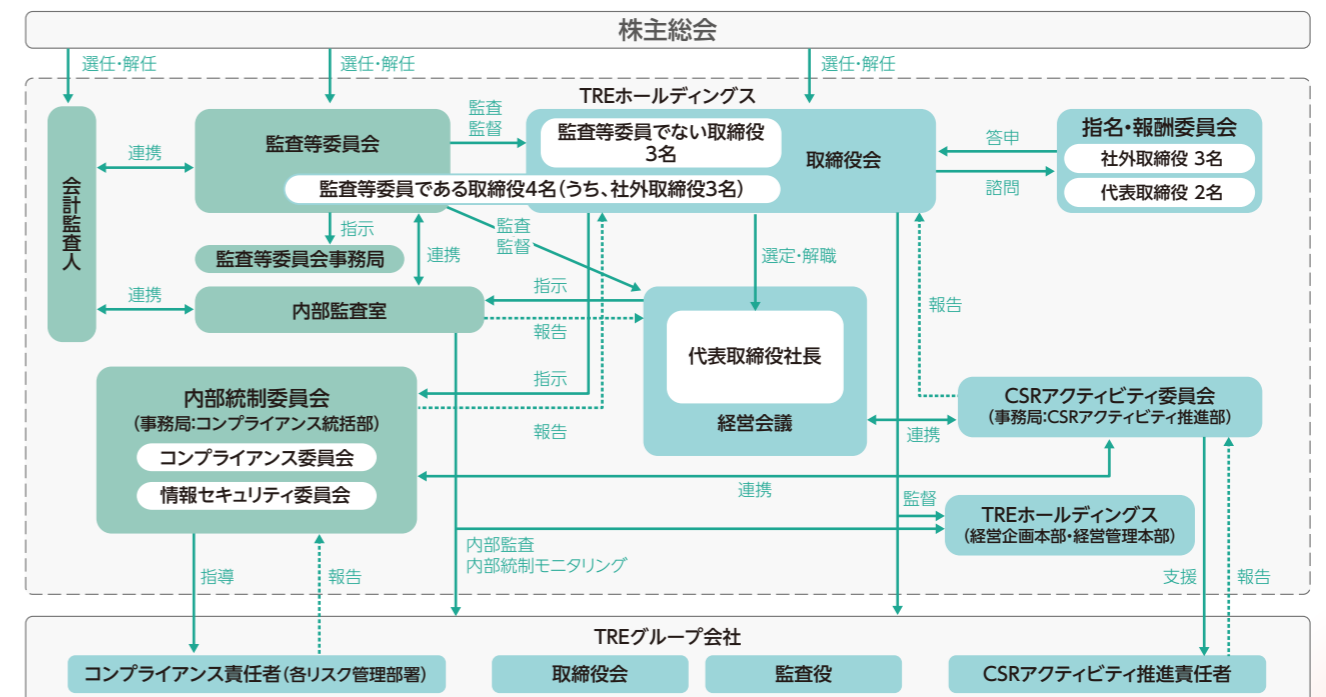 株主総会
選任・解任
選任・解任
選任・解任
TREホールディングス
会計監査人
連携
監査等委員会
監査
監督
監査等委員でない取締役
3名
取締役会
監査等委員である取締役4名（うち、社外取締役3名）
答申
諮問
指名・報酬委員会
社外取締役 3名
代表取締役 2名
指示
監査等委員会事務局
連携
監査
監督
選定・解職
連携
内部監査室
指示
報告
代表取締役社長
経営会議
報告
指示
報告
内部統制委員会
（事務局：コンプライアンス統括部）
コンプライアンス委員会
情報セキュリティ委員会
CSRアクティビティ委員会
（事務局：CSRアクティビティ推進部）
連携
連携
監督
TREホールディングス
（経営企画本部・経営管理本部）
内部監査
内部統制モニタリング
指導
報告
支援
報告
TREグループ会社
コンプライアンス責任者（各リスク管理部署）
取締役会
監査役
CSRアクティビティ推進責任者